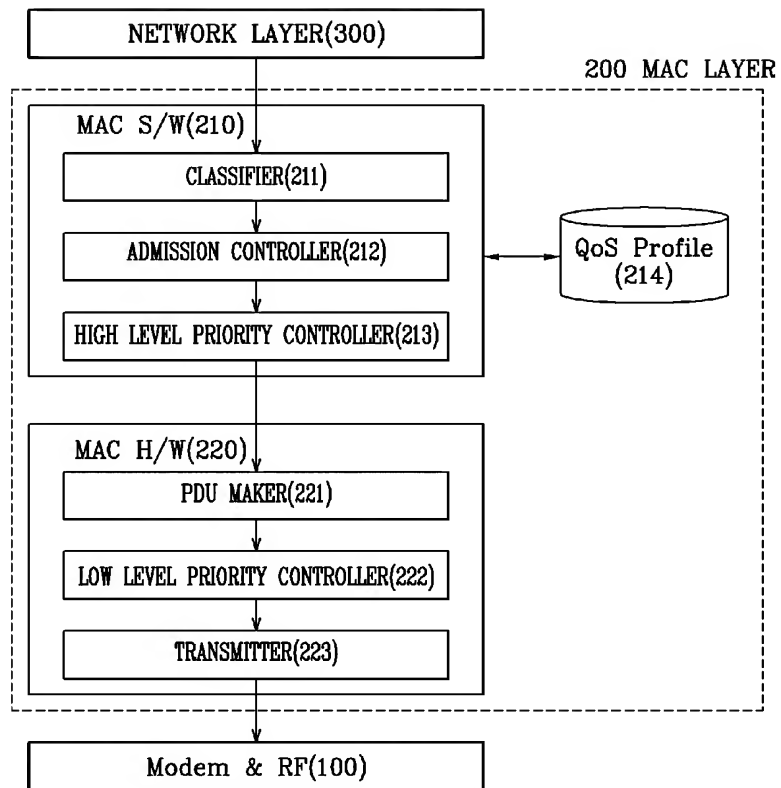 NETWORK LAYER(300)
200 MAC LAYER
MAC S/W(210)
CLASSIFIER(211)
ADMISSION CONTROLLER(212)
HIGH LEVEL PRIORITY CONTROLLER(213)
QoS Profile
(214)
MAC H/W(220)
PDU MAKER(221)
LOW LEVEL PRIORITY CONTROLLER(222)
TRANSMITTER(223)
Modem & RF(100)